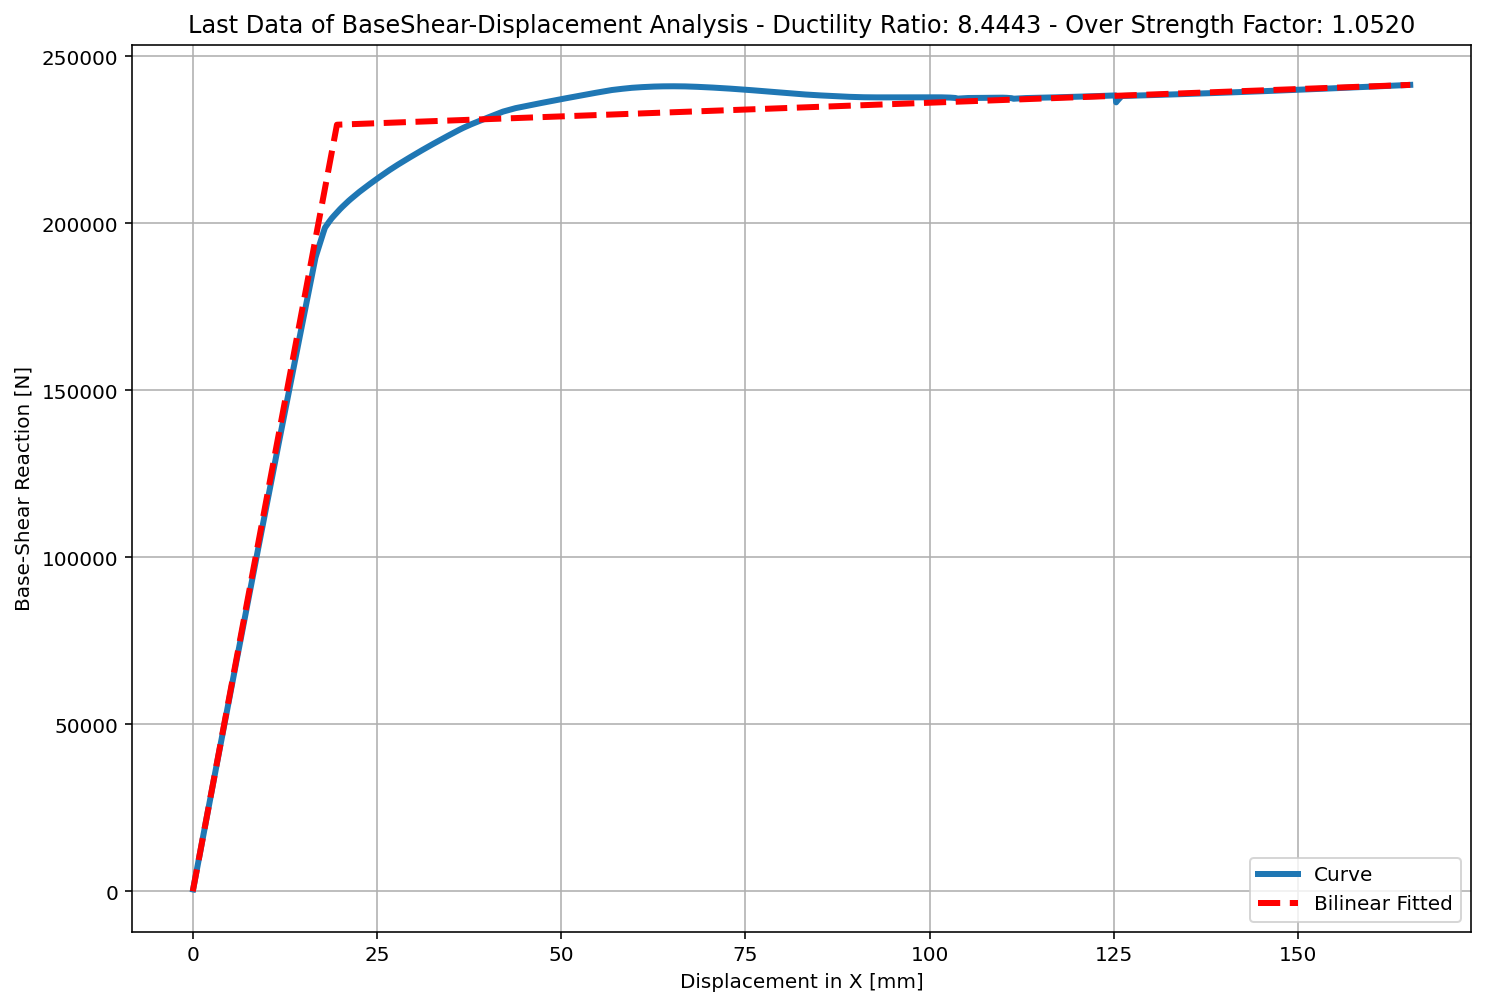 Last Data of BaseShear-Displacement Analysis - Ductility Ratio: 8.4443 - Over Strength Factor: 1.0520
250000
200000
150000
100000
50000
0
Base-Shear Reaction [N]
0 25 50 75 100 125 150
Displacement in X [mm]
Curve
Bilinear Fitted